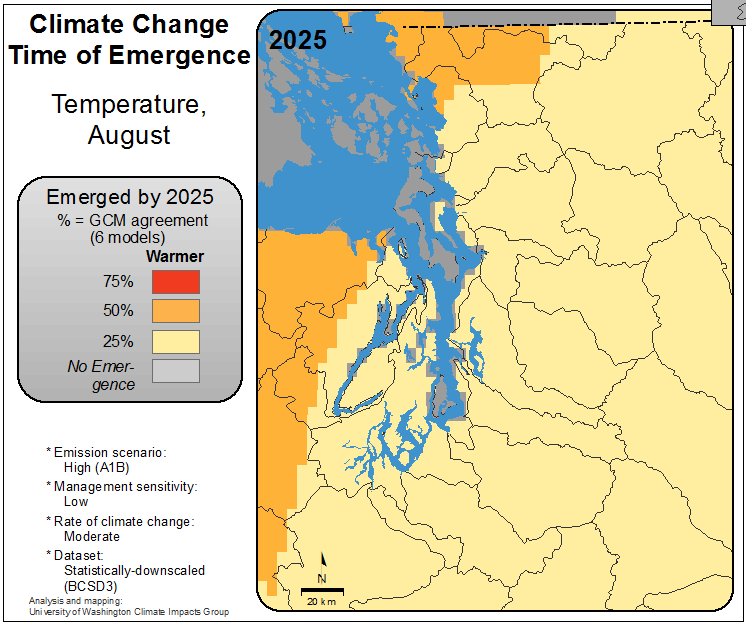 Climate Change
Time of Emergence
Temperature,
August
Emerged by 2025
% = GCM agreement
(6 models)
Warmer
75%
50%
25%
No Emer-
gence
* Emission scenario:
High (A1B)
* Management sensitivity:
Low
* Rate of climate change:
Moderate
* Dataset:
Statistically-downscaled
(BCSD3)
Analysis and mapping:
University of Washington Climate Impacts Group
2025
N
20 km